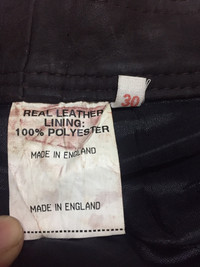 30
REAL LEATHER
LINING:
100% POLYESTER
MADE IN ENGLAND
MADE IN ENGLAND